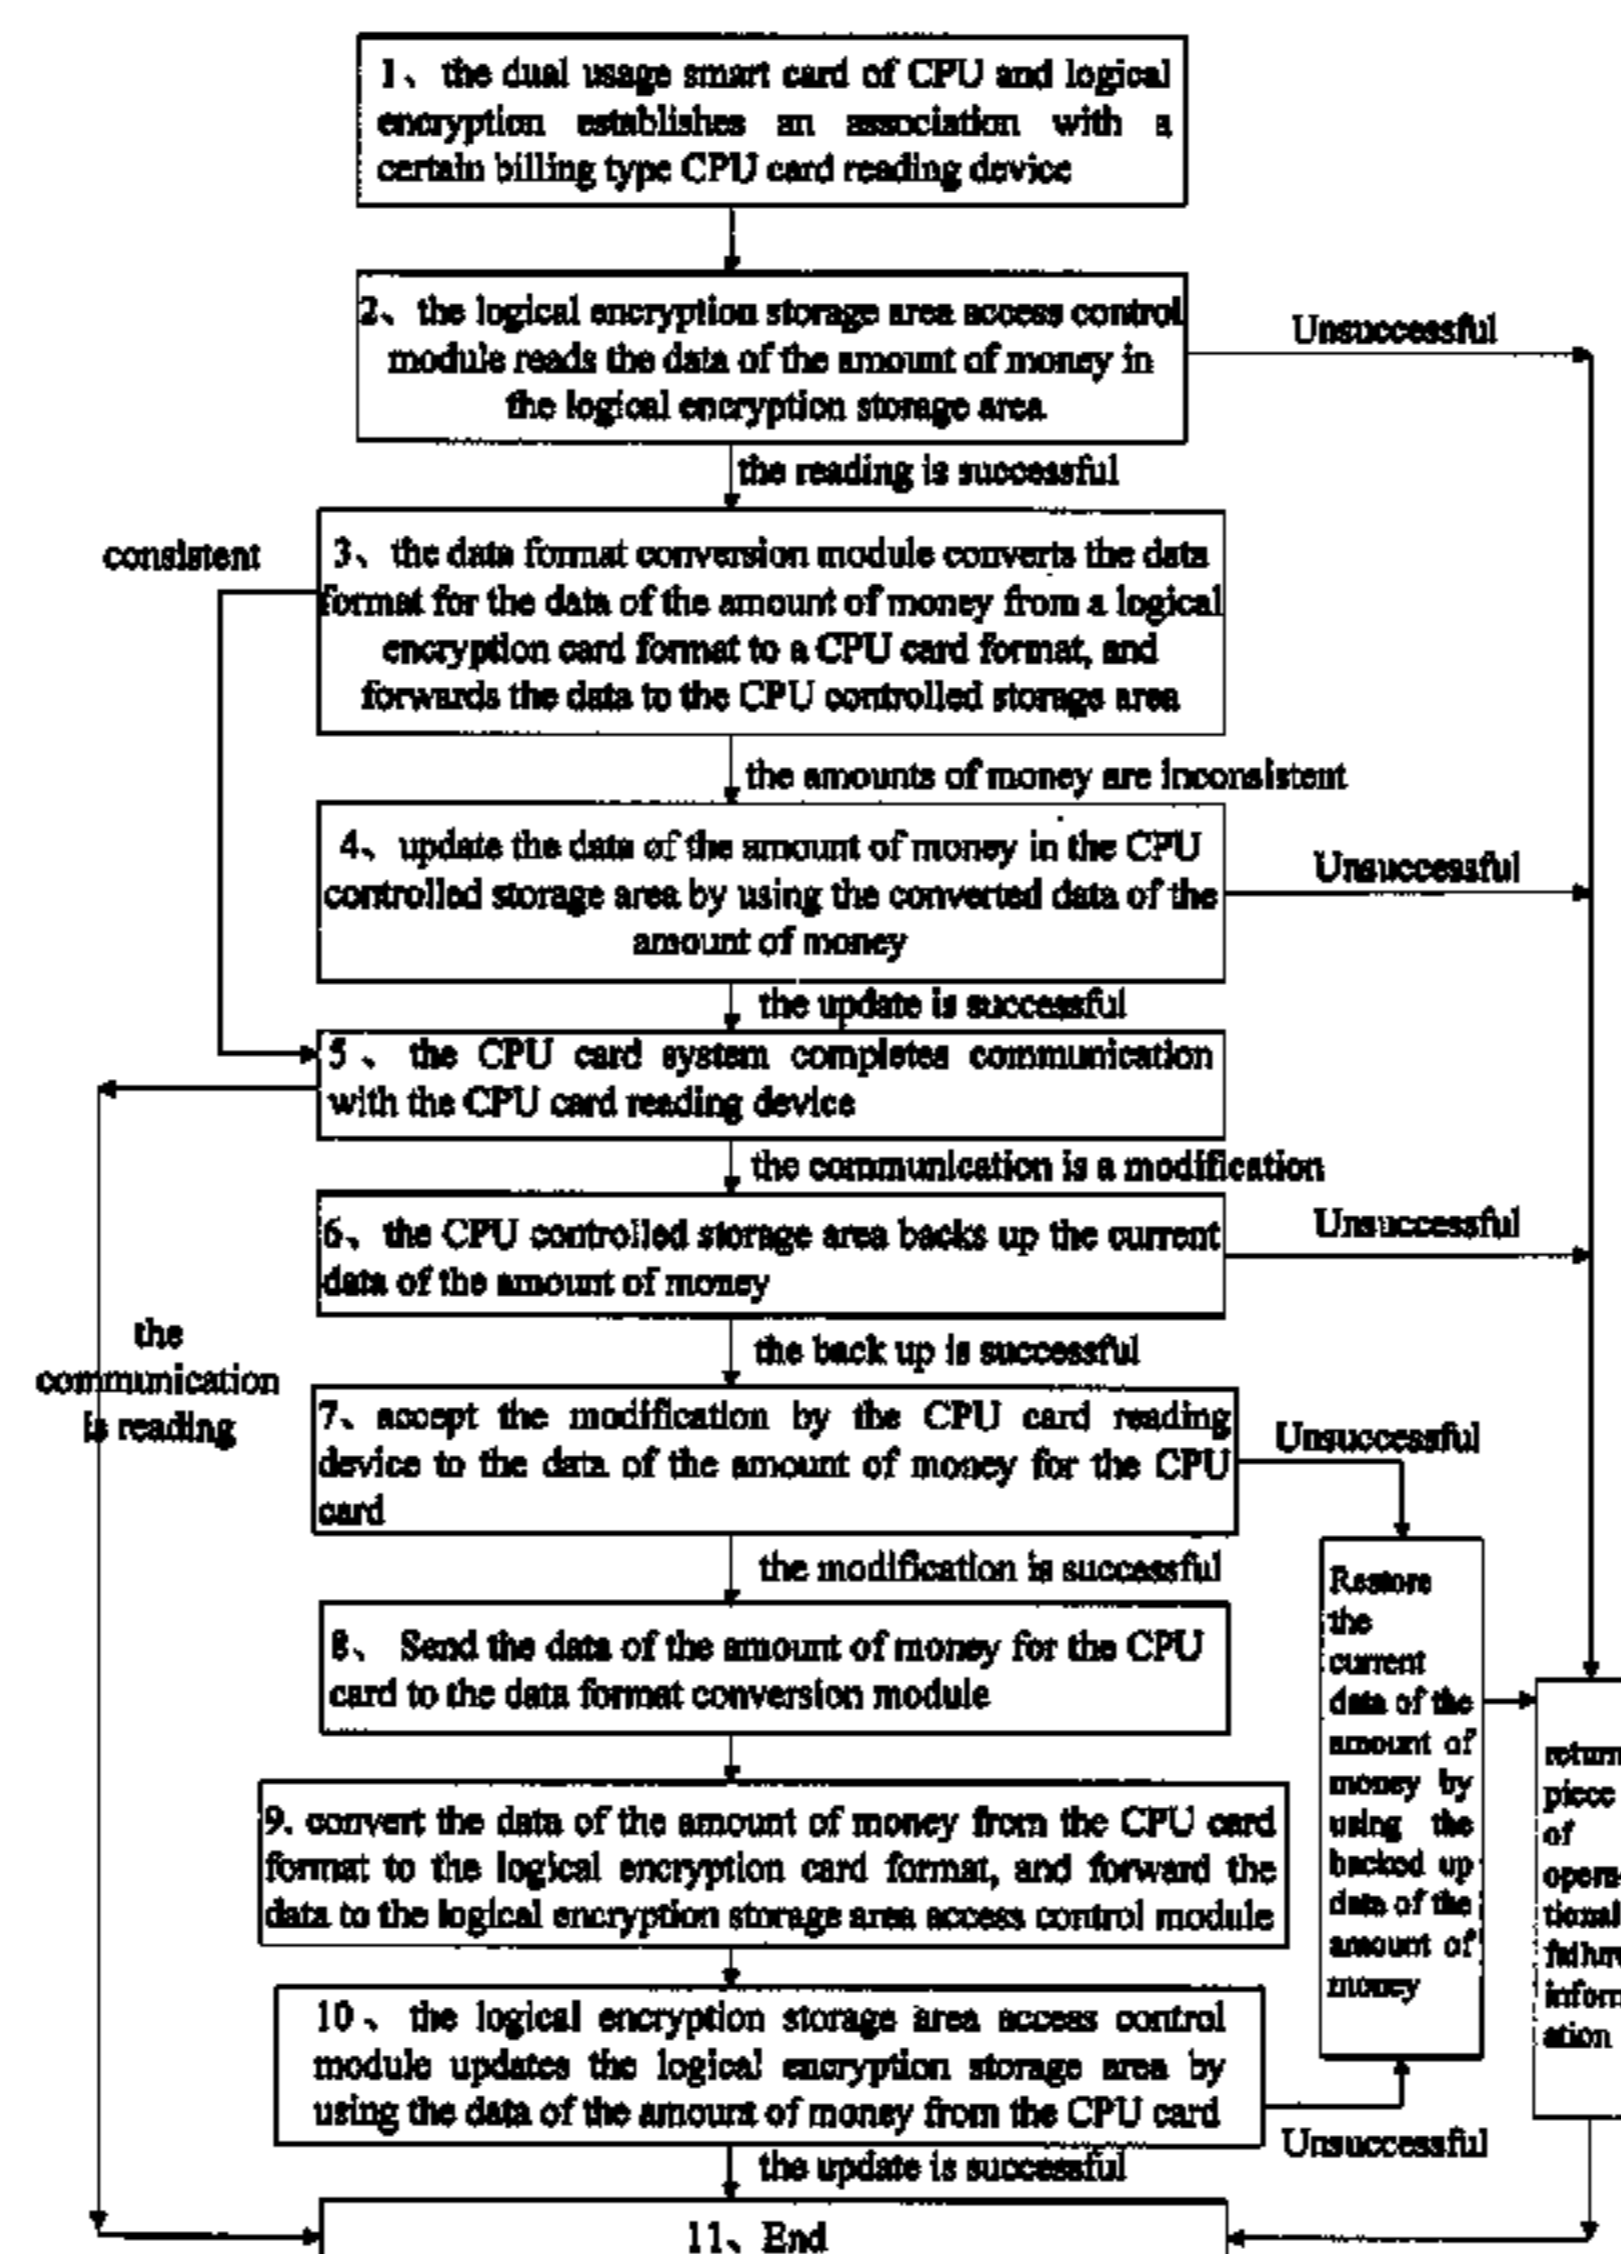 1、 the dual usage smart card of CPU and logical
encryption establishes an association with a
certain billing type CPU card reading device
2、 the logical encryption storage area access control
module reads the data of the amount of money in
the logical encryption storage area
Unsuccessful
the reading is successful
consistent
3、 the data format conversion module converts the data
format for the data of the amount of money from a logical
encryption card format to a CPU card format, and
forwards the data to the CPU controlled storage area
the amounts of money are inconsistent
4、 update the data of the amount of money in the CPU
controlled storage area by using the converted data of the
amount of money
Unsuccessful
the update is successful
5、 the CPU card system completes communication
with the CPU card reading device
the communication is a modification
6、 the CPU controlled storage area backs up the current
data of the amount of money
Unsuccessful
the back up is successful
the
communication
is reading
7、 accept the modification by the CPU card reading
device to the data of the amount of money for the CPU
card
Unsuccessful
the modification is successful
8、 Send the data of the amount of money for the CPU
card to the data format conversion module
Restore
the
current
data of the
amount of
money by
using the
backed up
data of the
amount of
money
return
piece
of
opera-
tional
failure
inform
ation
9. convert the data of the amount of money from the CPU card
format to the logical encryption card format, and forward the
data to the logical encryption storage area access control module
10、 the logical encryption storage area access control
module updates the logical encryption storage area by
using the data of the amount of money from the CPU card
Unsuccessful
the update is successful
11、 End